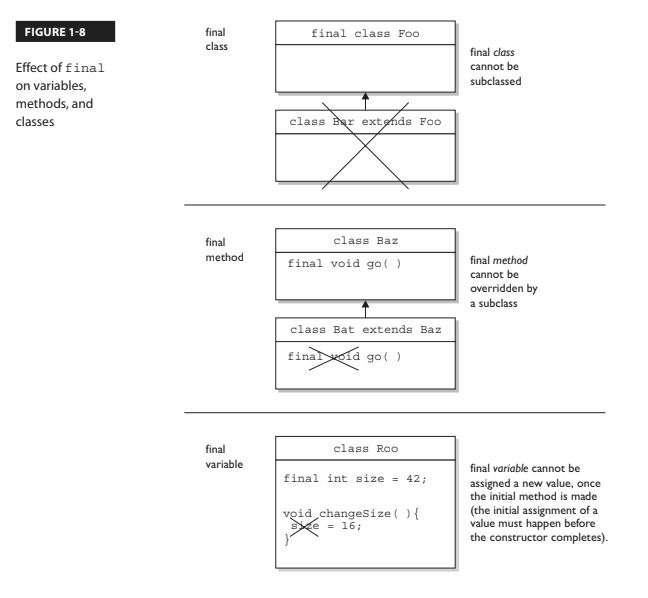 FIGURE 1-8
Effect of final
on variables,
methods, and
classes
final
class
final class Foo
class Bar extends Foo
final class
cannot be
subclassed
final
method
class Baz
final void go( )
class Bat extends Baz
final void go( )
final method
cannot be
overridden by
a subclass
final
variable
class Roo
final int size = 42;
void changeSize( ){
size = 16;
}
final variable cannot be
assigned a new value, once
the initial method is made
(the initial assignment of a
value must happen before
the constructor completes).